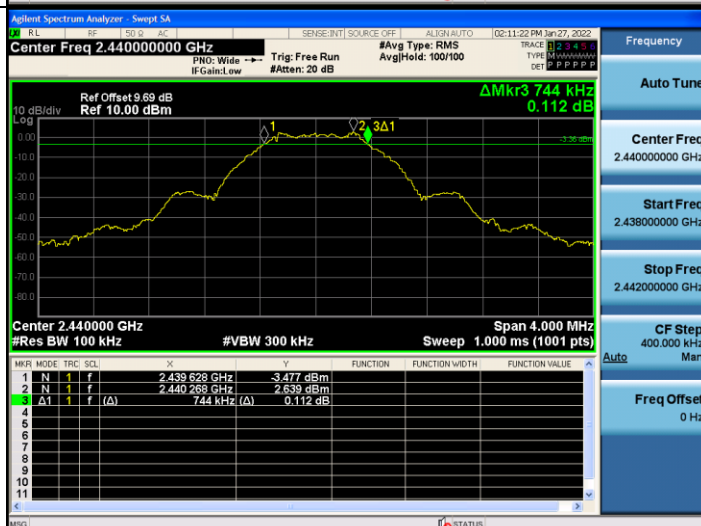 Agilent Spectrum Analyzer - Swept SA
RL RF 50 Ω AC SENSE:INT SOURCE OFF ALIGN AUTO 02:11:22 PM Jan 27, 2022
Center Freq 2.440000000 GHz
PNO: Wide
IFGain:Low
Trig: Free Run
#Atten: 20 dB
#Avg Type: RMS
Avg|Hold: 100/100
TRACE 1 2 3 4 5 6
TYPE M
DET P P P P P P
Frequency
Auto Tune
Center Freq
2.440000000 GHz
Start Freq
2.438000000 GHz
Stop Freq
2.442000000 GHz
CF Step
400.000 kHz
Auto Man
Freq Offset
0 Hz
ΔMkr3 744 kHz
0.112 dB
Ref Offset 9.69 dB
Ref 10.00 dBm
10 dB/div
Log
0.00
-10.0
-20.0
-30.0
-40.0
-50.0
-60.0
-70.0
-80.0
1
2 3Δ1
-3.36 dBm
Center 2.440000 GHz
#Res BW 100 kHz
#VBW 300 kHz
Span 4.000 MHz
Sweep 1.000 ms (1001 pts)
MKR MODE TRC SCL X Y FUNCTION FUNCTION WIDTH FUNCTION VALUE
1 N 1 f 2.439 628 GHz -3.477 dBm
2 N 1 f 2.440 268 GHz 2.639 dBm
3 Δ1 1 f (Δ) 744 kHz (Δ) 0.112 dB
4
5
6
7
8
9
10
11
MSG STATUS